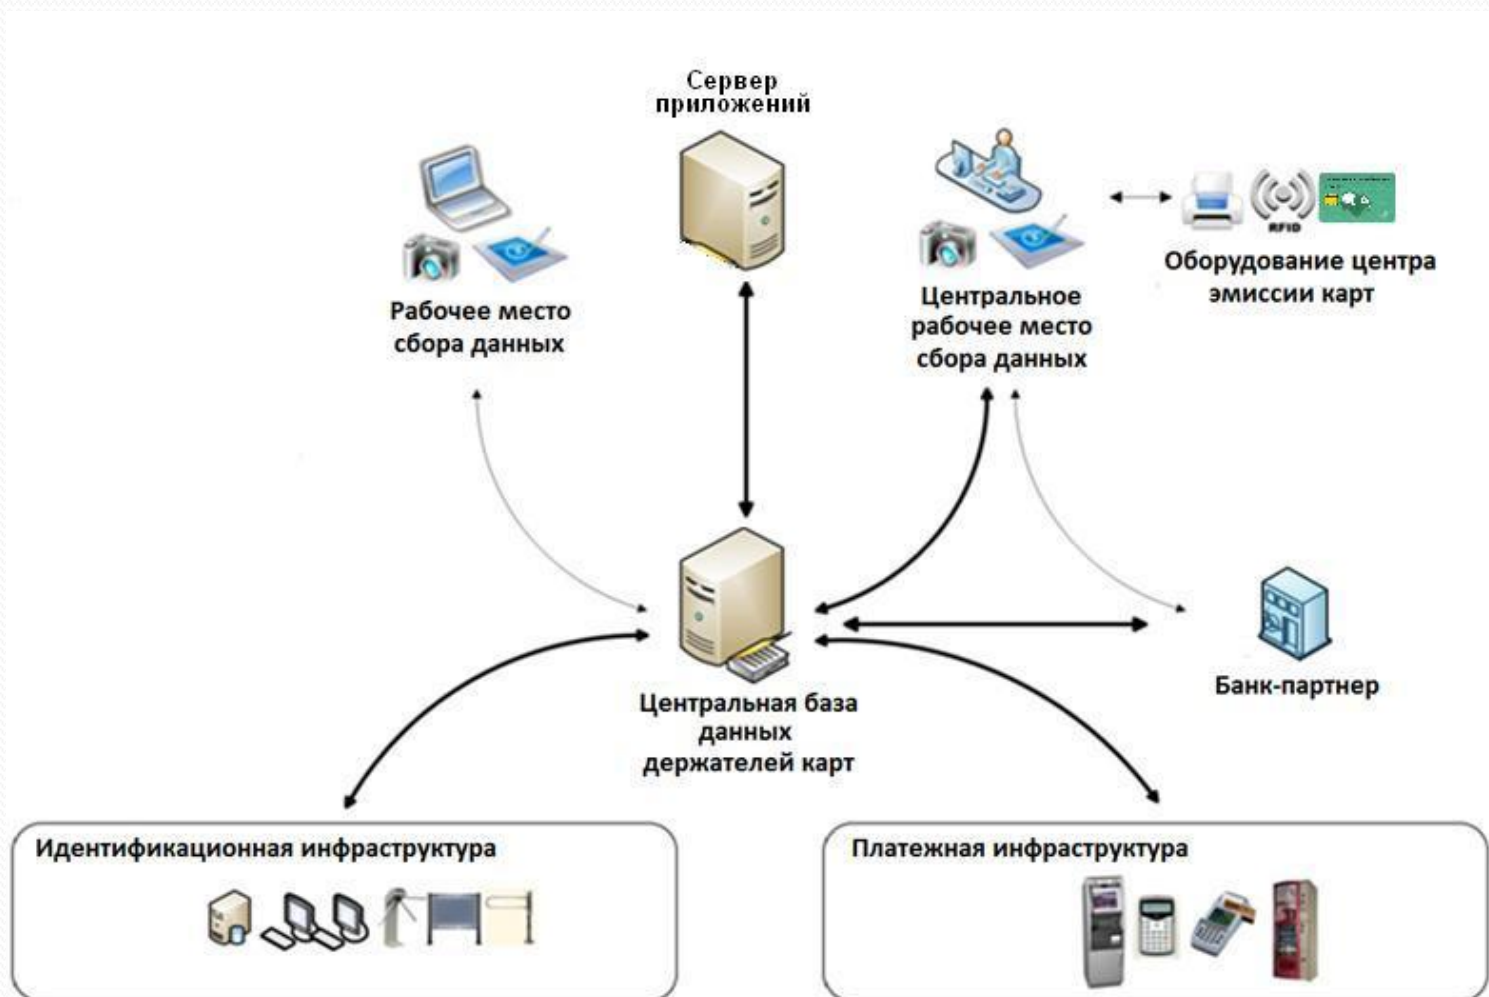 Сервер
приложений
RFID
Оборудование центра
эмиссии карт
Рабочее место
сбора данных
Центральное
рабочее место
сбора данных
Центральная база
данных
держателей карт
Банк-партнер
Идентификационная инфраструктура
Платежная инфраструктура